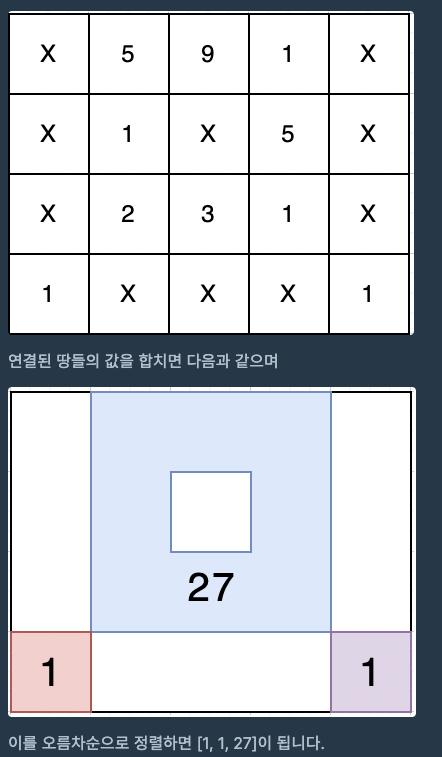 X 5 9 1 X
X 1 X 5 X
X 2 3 1 X
1 X X X 1
연결된 땅들의 값을 합치면 다음과 같으며
27
1 1
이를 오름차순으로 정렬하면 [1, 1, 27]이 됩니다.